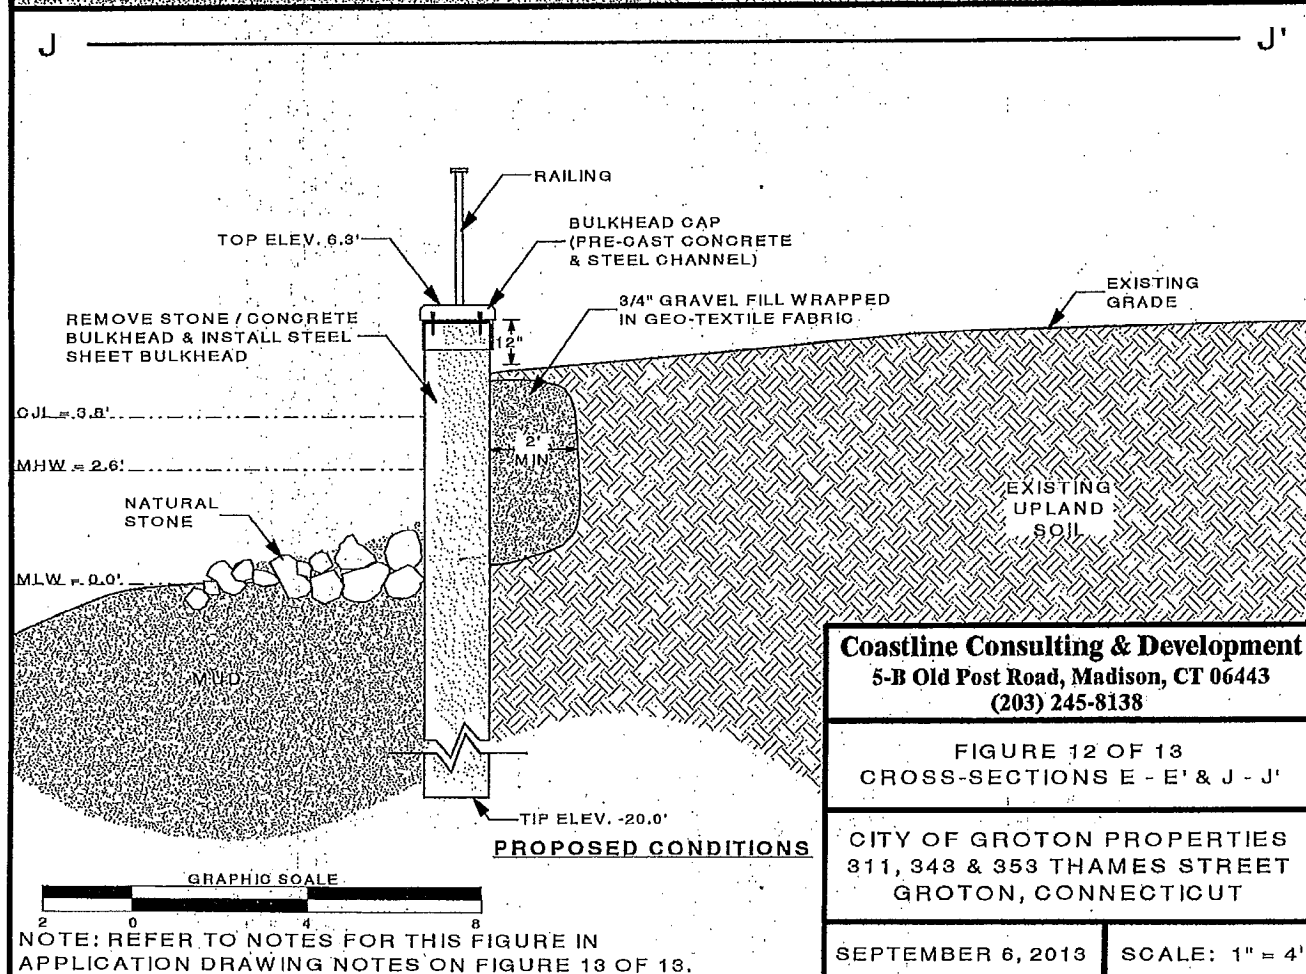 J J'
RAILING
BULKHEAD CAP
(PRE-CAST CONCRETE
& STEEL CHANNEL)
TOP ELEV. 6.3'
3/4" GRAVEL FILL WRAPPED
IN GEO-TEXTILE FABRIC
EXISTING
GRADE
REMOVE STONE / CONCRETE
BULKHEAD & INSTALL STEEL
SHEET BULKHEAD
12"
CJL = 3.8'
2'
MIN
MHW = 2.6'
NATURAL
STONE
EXISTING
UPLAND
SOIL
MLW = 0.0'
MUD
TIP ELEV. -20.0'
PROPOSED CONDITIONS
GRAPHIC SCALE
2 0 4 8
NOTE: REFER TO NOTES FOR THIS FIGURE IN
APPLICATION DRAWING NOTES ON FIGURE 13 OF 13.
Coastline Consulting & Development
5-B Old Post Road, Madison, CT 06443
(203) 245-8138
FIGURE 12 OF 13
CROSS-SECTIONS E - E' & J - J'
CITY OF GROTON PROPERTIES
311, 343 & 353 THAMES STREET
GROTON, CONNECTICUT
SEPTEMBER 6, 2013
SCALE: 1" = 4'